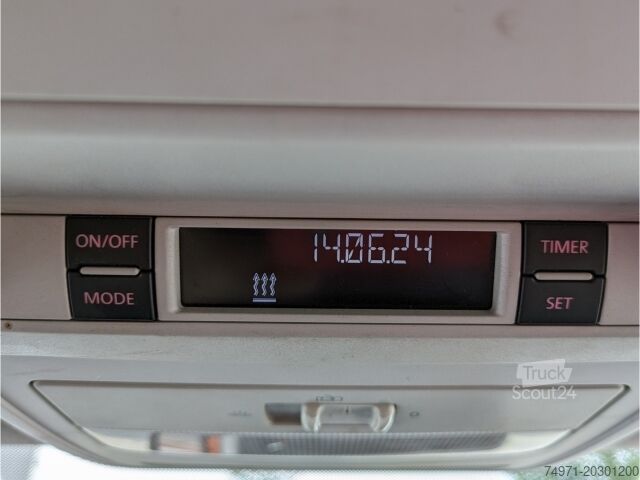 14.06.24
ON/OFF
TIMER
MODE
SET
Truck
Scout24
74971-20301200